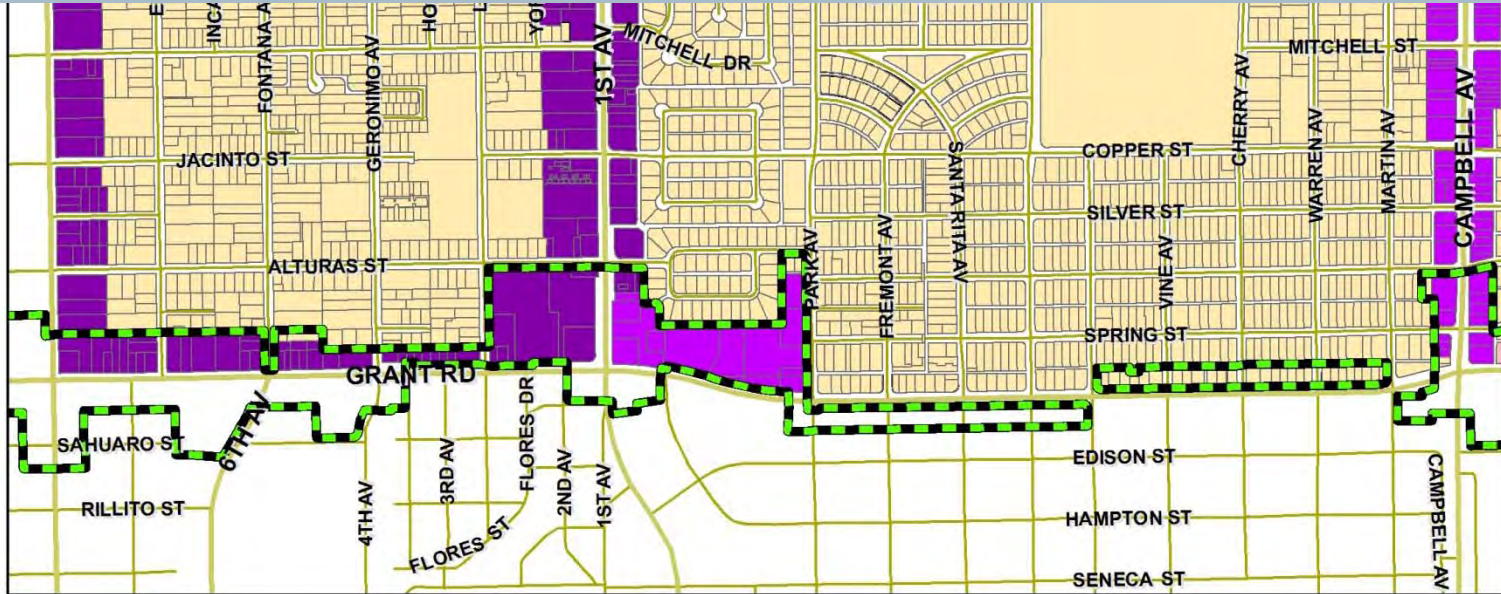 E
INCA
FONTANA A
HO
L
YO
GERONIMO AV
1ST AV
MITCHELL DR
MITCHELL ST
CHERRY AV
WARREN AV
MARTIN AV
CAMPBELL AV
JACINTO ST
COPPER ST
SANTA RITA AV
SILVER ST
PARK AV
FREMONT AV
VINE AV
ALTURAS ST
SPRING ST
GRANT RD
6TH AV
SAHUARO ST
RILLITO ST
4TH AV
3RD AV
FLORES DR
2ND AV
1ST AV
FLORES ST
EDISON ST
HAMPTON ST
SENECA ST
CAMPBELL AV